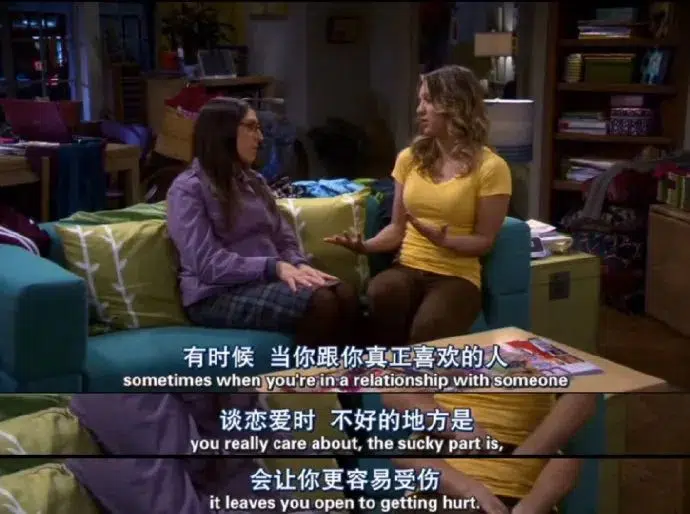 有时候 当你跟你真正喜欢的人
sometimes when you're in a relationship with someone
谈恋爱时 不好的地方是
you really care about, the sucky part is,
会让你更容易受伤
it leaves you open to getting hurt.